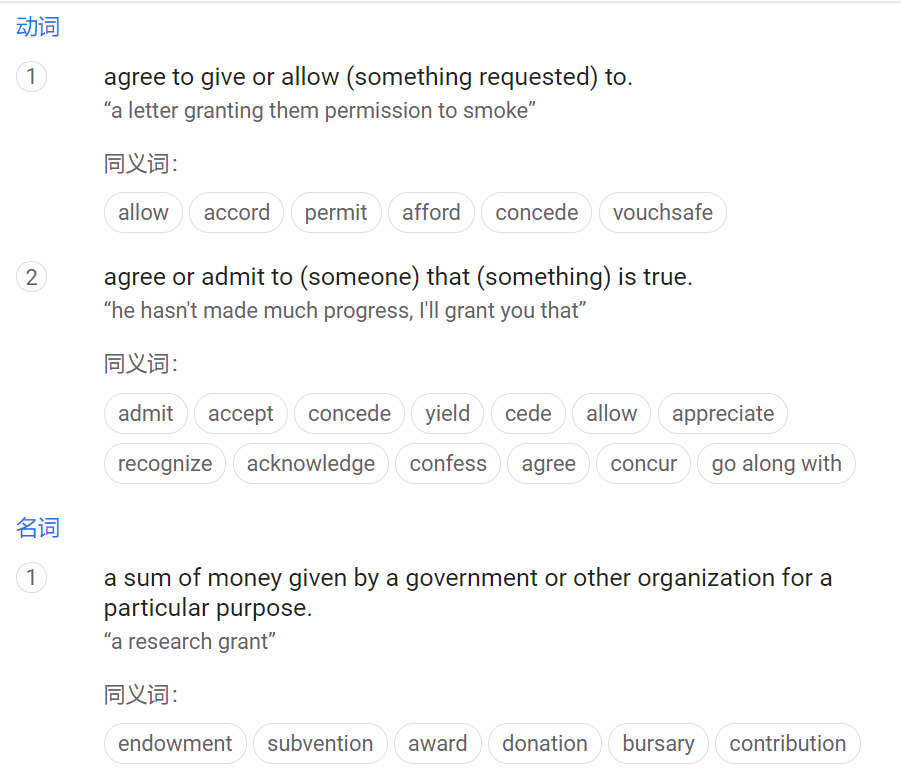 动词
1 agree to give or allow (something requested) to.
“a letter granting them permission to smoke”
同义词：
allow accord permit afford concede vouchsafe
2 agree or admit to (someone) that (something) is true.
“he hasn't made much progress, I'll grant you that”
同义词：
admit accept concede yield cede allow appreciate
recognize acknowledge confess agree concur go along with
名词
1 a sum of money given by a government or other organization for a
particular purpose.
“a research grant”
同义词：
endowment subvention award donation bursary contribution